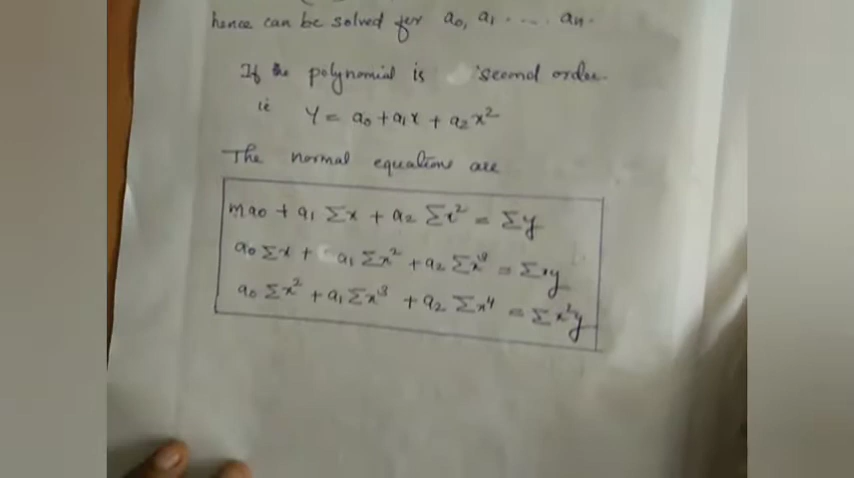 hence can be solved for a₀, a₁ ..... aₙ.
If the polynomial is second order
ie Y = a₀ + a₁x + a₂x²
The normal equations are
ma₀ + a₁ Σx + a₂ Σx² = Σy
a₀ Σx + a₁ Σx² + a₂ Σx³ = Σxy
a₀ Σx² + a₁ Σx³ + a₂ Σx⁴ = Σx²y